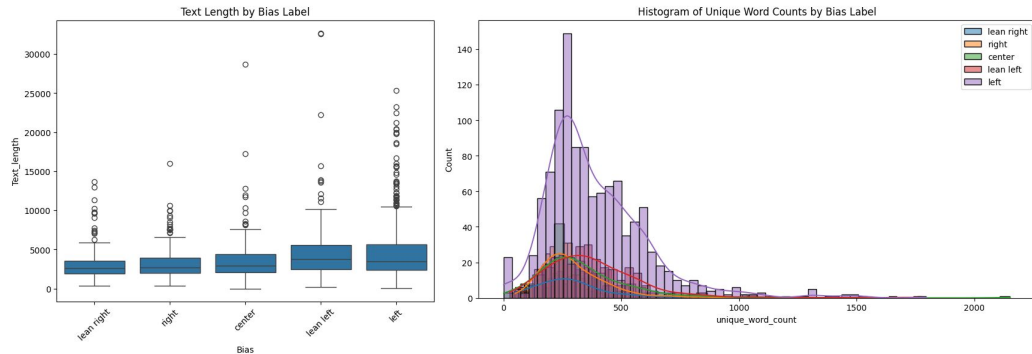 Text Length by Bias Label
30000
25000
20000
15000
10000
5000
0
Text_length
lean right
right
center
lean left
left
Bias
Histogram of Unique Word Counts by Bias Label
140
120
100
80
60
40
20
0
Count
0
500
1000
1500
2000
unique_word_count
lean right
right
center
lean left
left